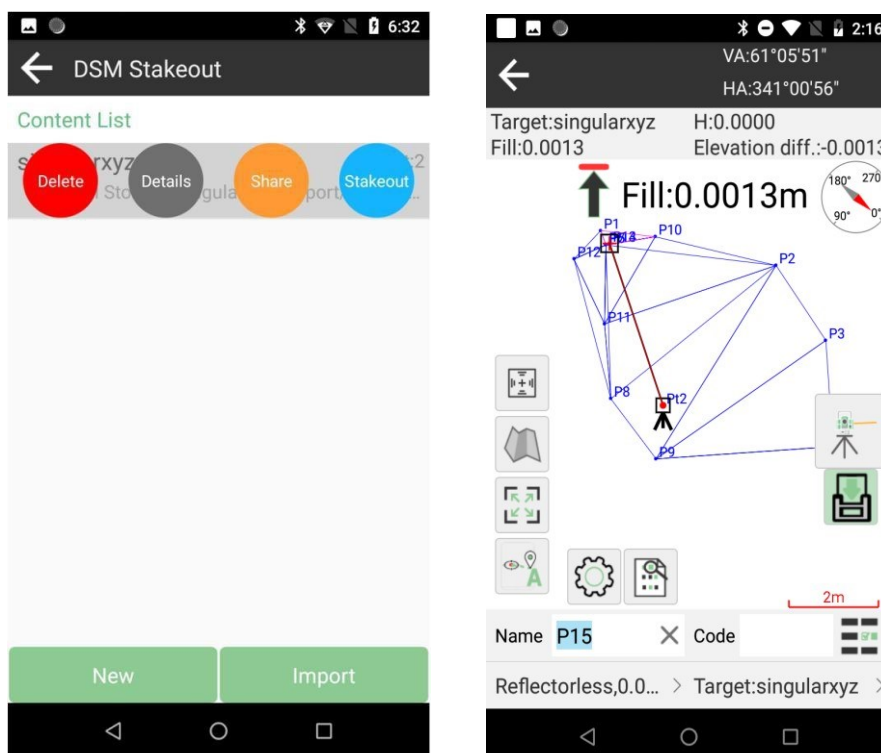 6:32
DSM Stakeout
Content List
Delete
Details
Share
Stakeout
New
Import
2:16
VA:61°05'51"
HA:341°00'56"
Target:singularxyz
H:0.0000
Fill:0.0013
Elevation diff.:-0.0013
Fill:0.0013m
180°
270
90°
0°
P1
P10
P12
P2
P11
P3
P8
Pt2
P9
A
2m
Name
P15
Code
Reflectorless,0.0...
Target:singularxyz